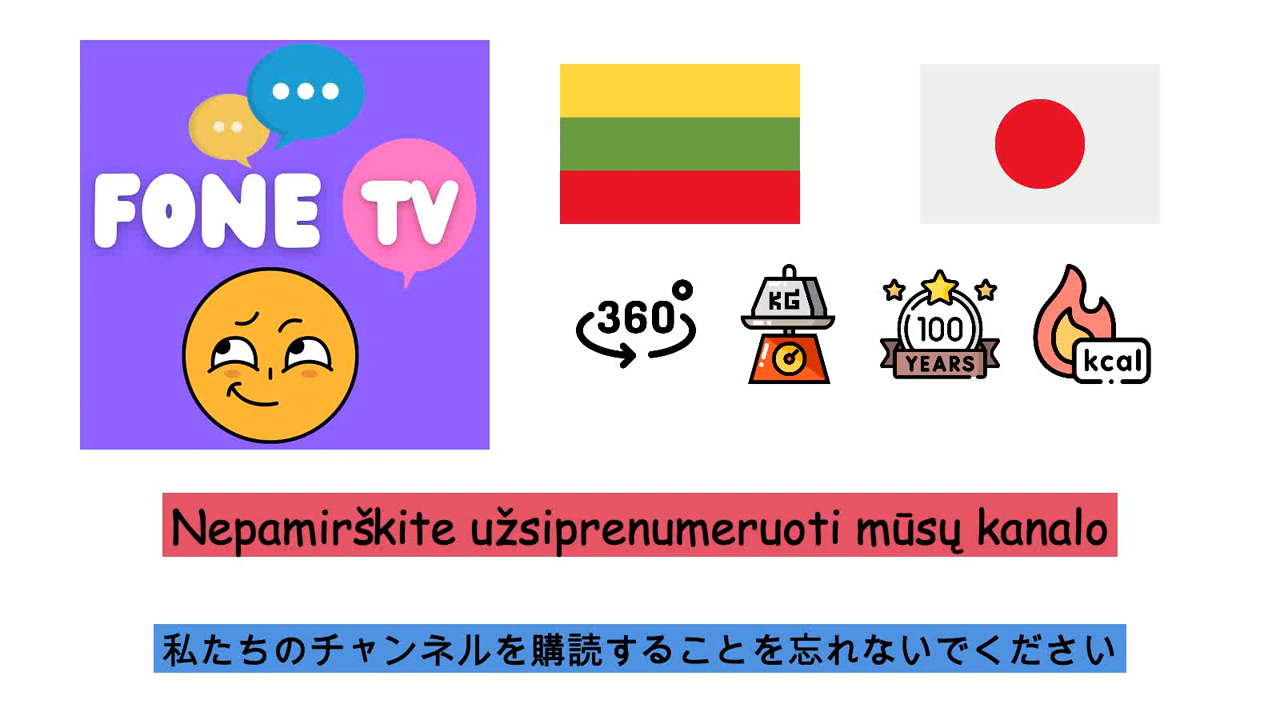 FONE TV
360°
KG
100
YEARS
kcal
Nepamirškite užsiprenumeruoti mūsų kanalo
私たちのチャンネルを購読することを忘れないでください